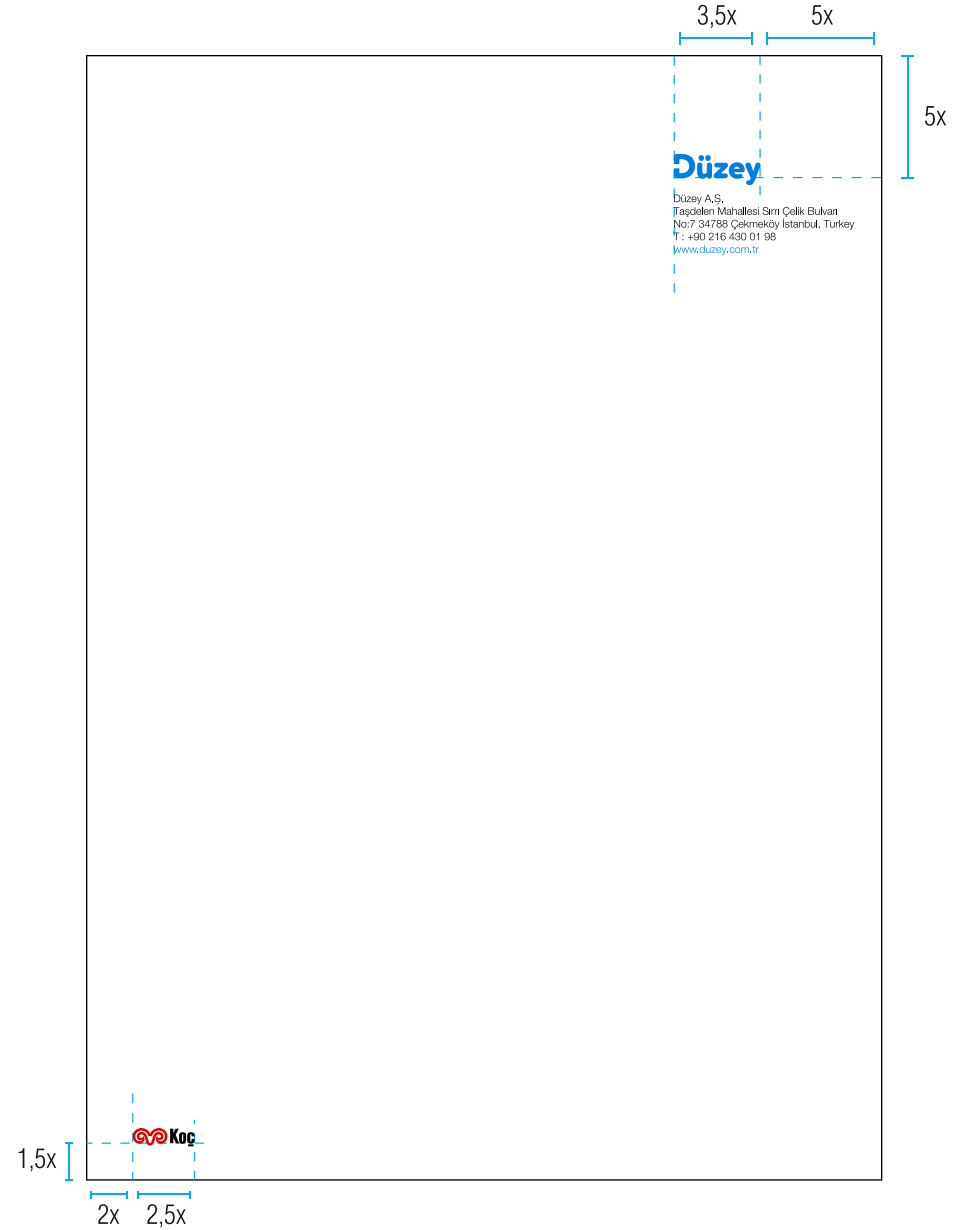 3,5x 5x
5x
Düzey
Düzey A.Ş.
Taşdelen Mahallesi Sırrı Çelik Bulvarı
No:7 34788 Çekmeköy İstanbul, Turkey
T : +90 216 430 01 98
www.duzey.com.tr
Koç
1,5x
2x 2,5x